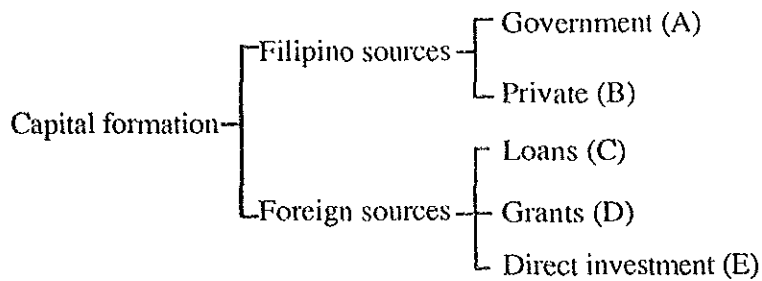 Government (A)
Filipino sources
Private (B)
Capital formation
Loans (C)
Foreign sources
Grants (D)
Direct investment (E)